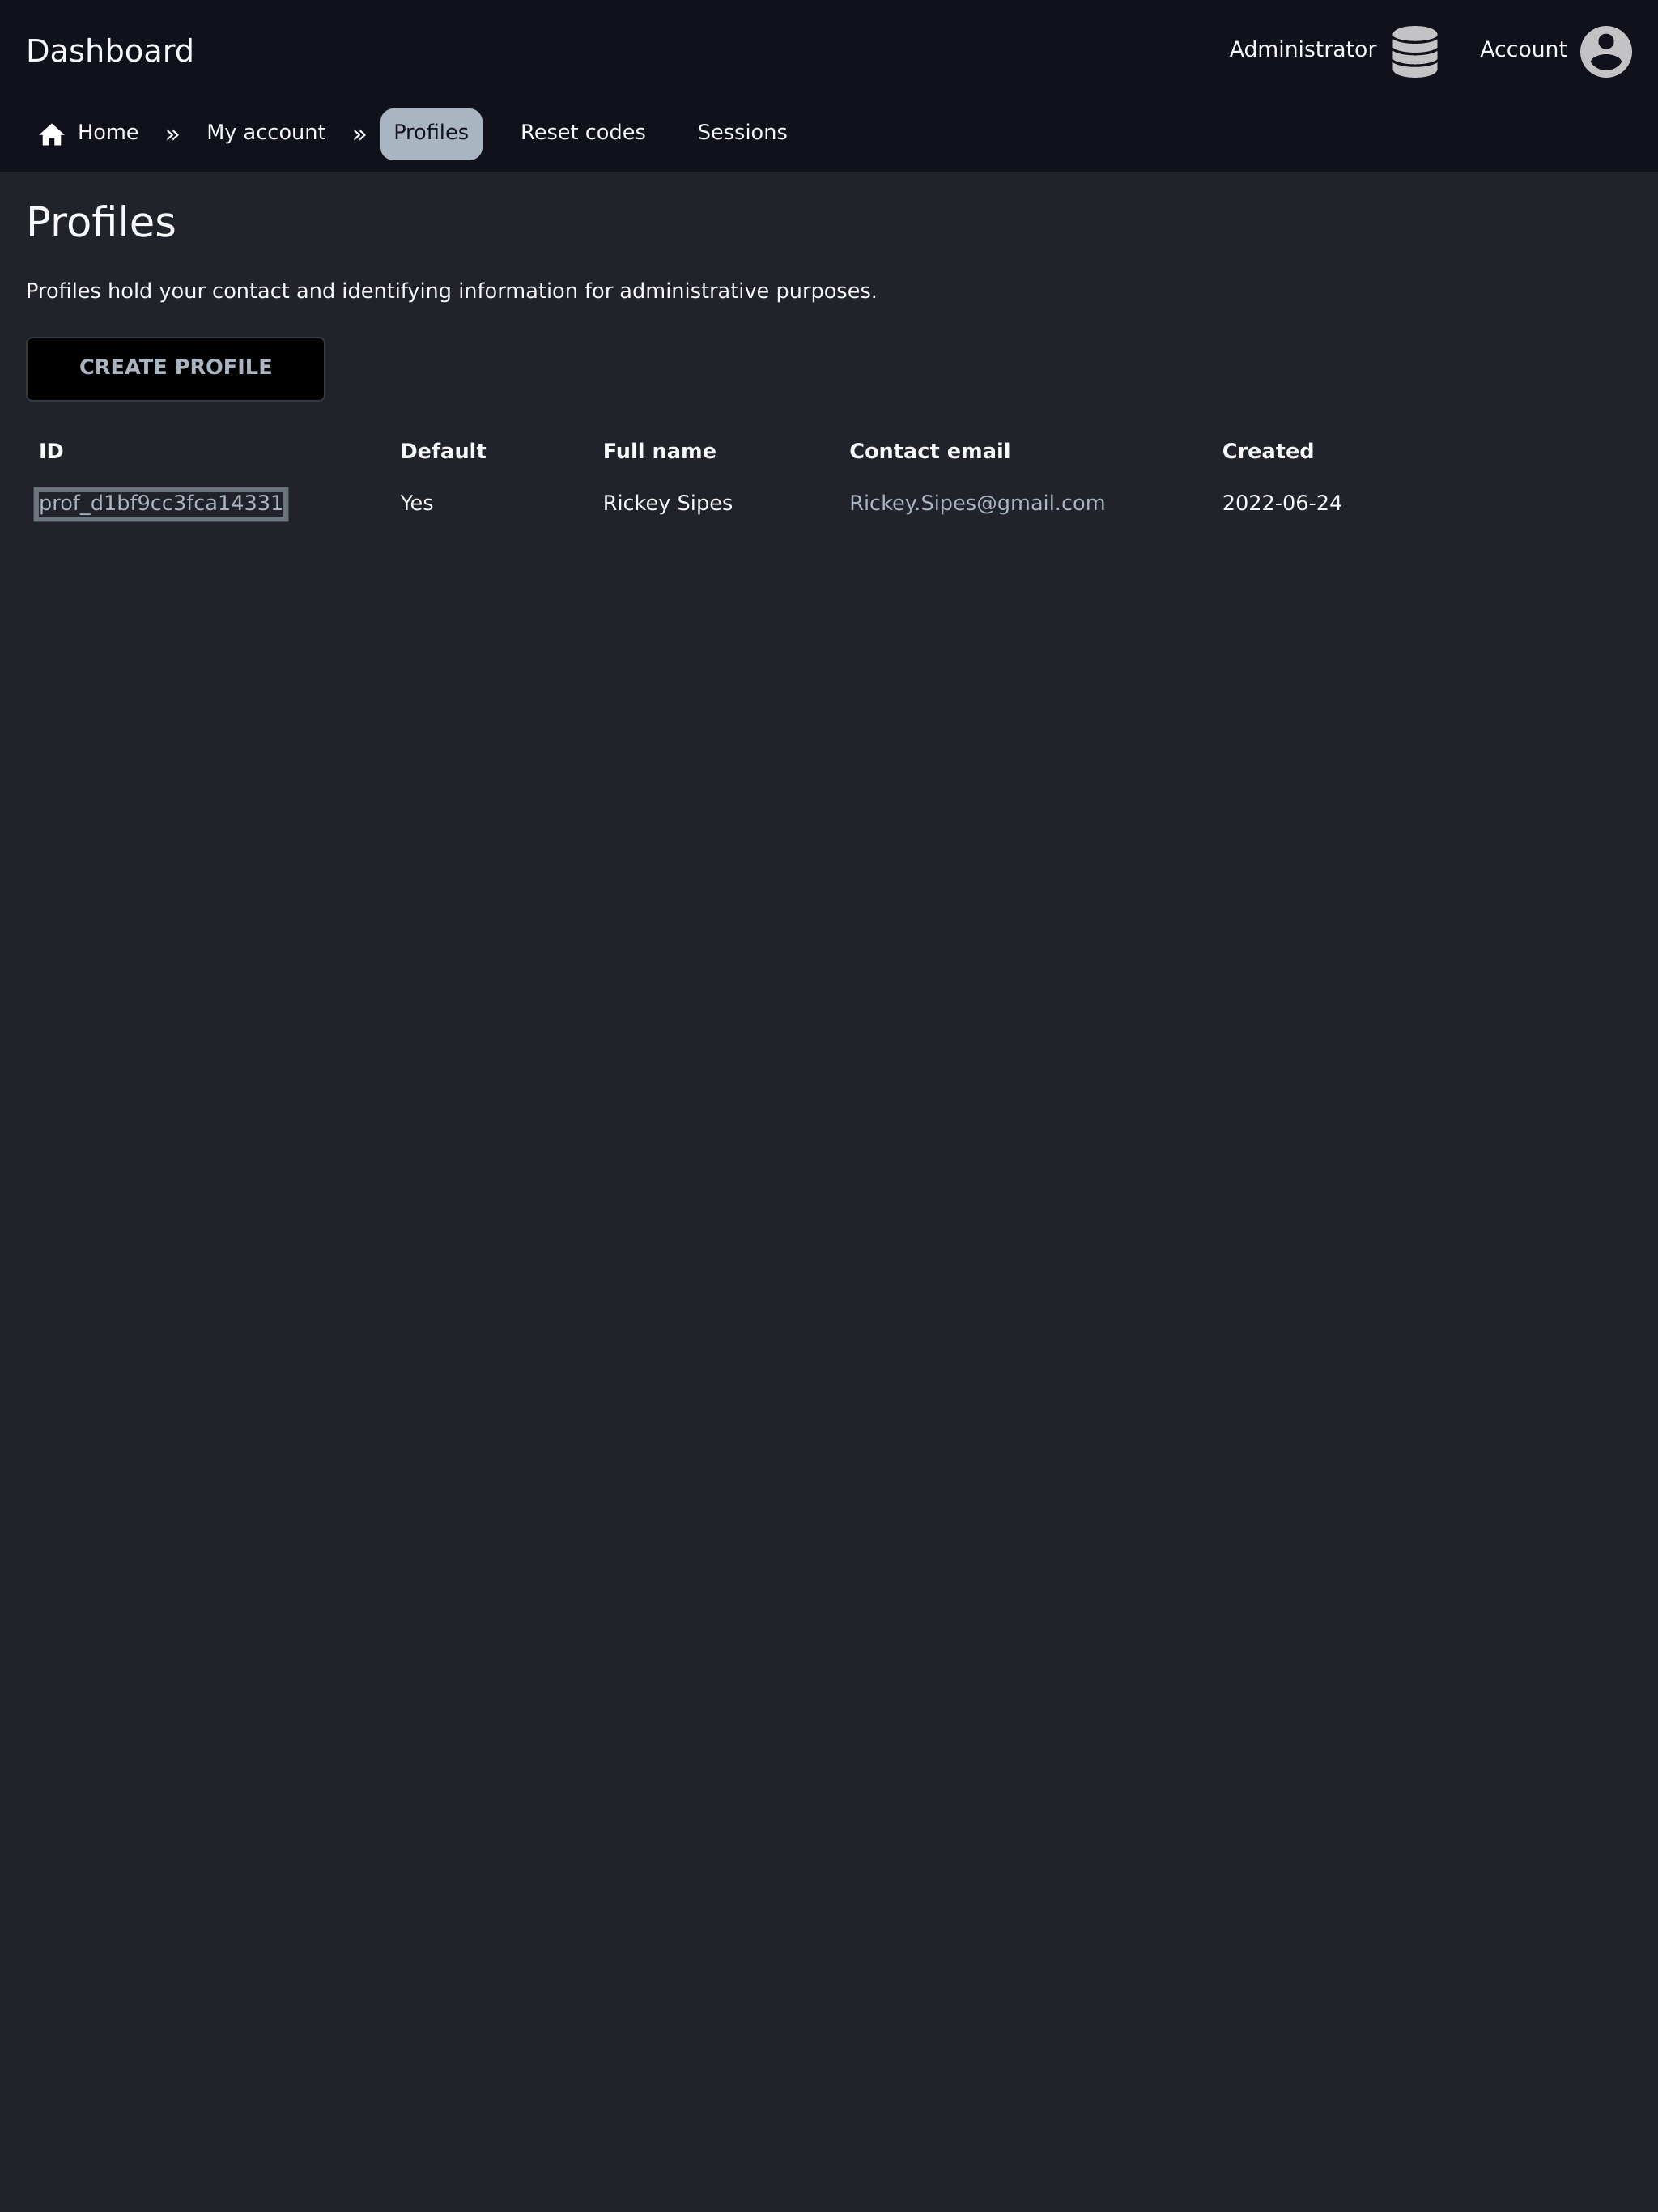 Dashboard Administrator Account
Home » My account » Profiles Reset codes Sessions
Profiles
Profiles hold your contact and identifying information for administrative purposes.
CREATE PROFILE
ID Default Full name Contact email Created
prof_d1bf9cc3fca14331 Yes Rickey Sipes Rickey.Sipes@gmail.com 2022-06-24